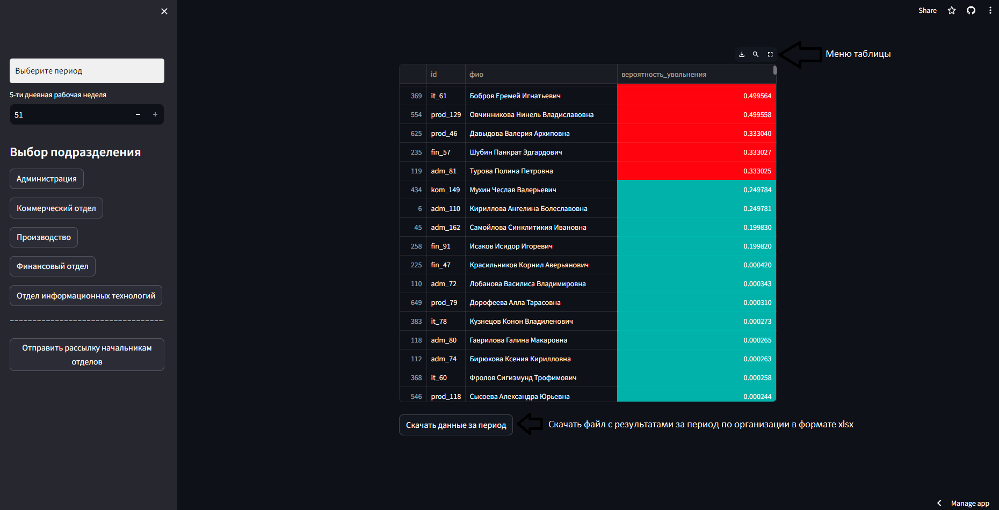 Share
Выберите период
5-ти дневная рабочая неделя
51
Выбор подразделения
Администрация
Коммерческий отдел
Производство
Финансовый отдел
Отдел информационных технологий
Отправить рассылку начальникам
отделов
Меню таблицы
id фио вероятность_увольнения
369 it_61 Бобров Еремей Игнатьевич 0.499564
554 prod_129 Овчинникова Нинель Владиславовна 0.499558
625 prod_46 Давыдова Валерия Архиповна 0.333040
235 fin_57 Шубин Панкрат Эдгардович 0.333027
119 adm_81 Турова Полина Петровна 0.333025
434 kom_149 Мухин Чеслав Валерьевич 0.249784
6 adm_110 Кириллова Ангелина Болеславовна 0.249781
45 adm_162 Самойлова Синклитикия Ивановна 0.199830
258 fin_91 Исаков Исидор Игоревич 0.199820
225 fin_47 Красильников Корнил Аверьянович 0.000420
110 adm_72 Лобанова Василиса Владимировна 0.000343
649 prod_79 Дорофеева Алла Тарасовна 0.000310
383 it_78 Кузнецов Конон Владиленович 0.000273
118 adm_80 Гаврилова Галина Макаровна 0.000265
112 adm_74 Бирюкова Ксения Кирилловна 0.000263
368 it_60 Фролов Сигизмунд Трофимович 0.000258
546 prod_118 Сысоева Александра Юрьевна 0.000244
Скачать данные за период
Скачать файл с результатами за период по организации в формате xlsx
Manage app